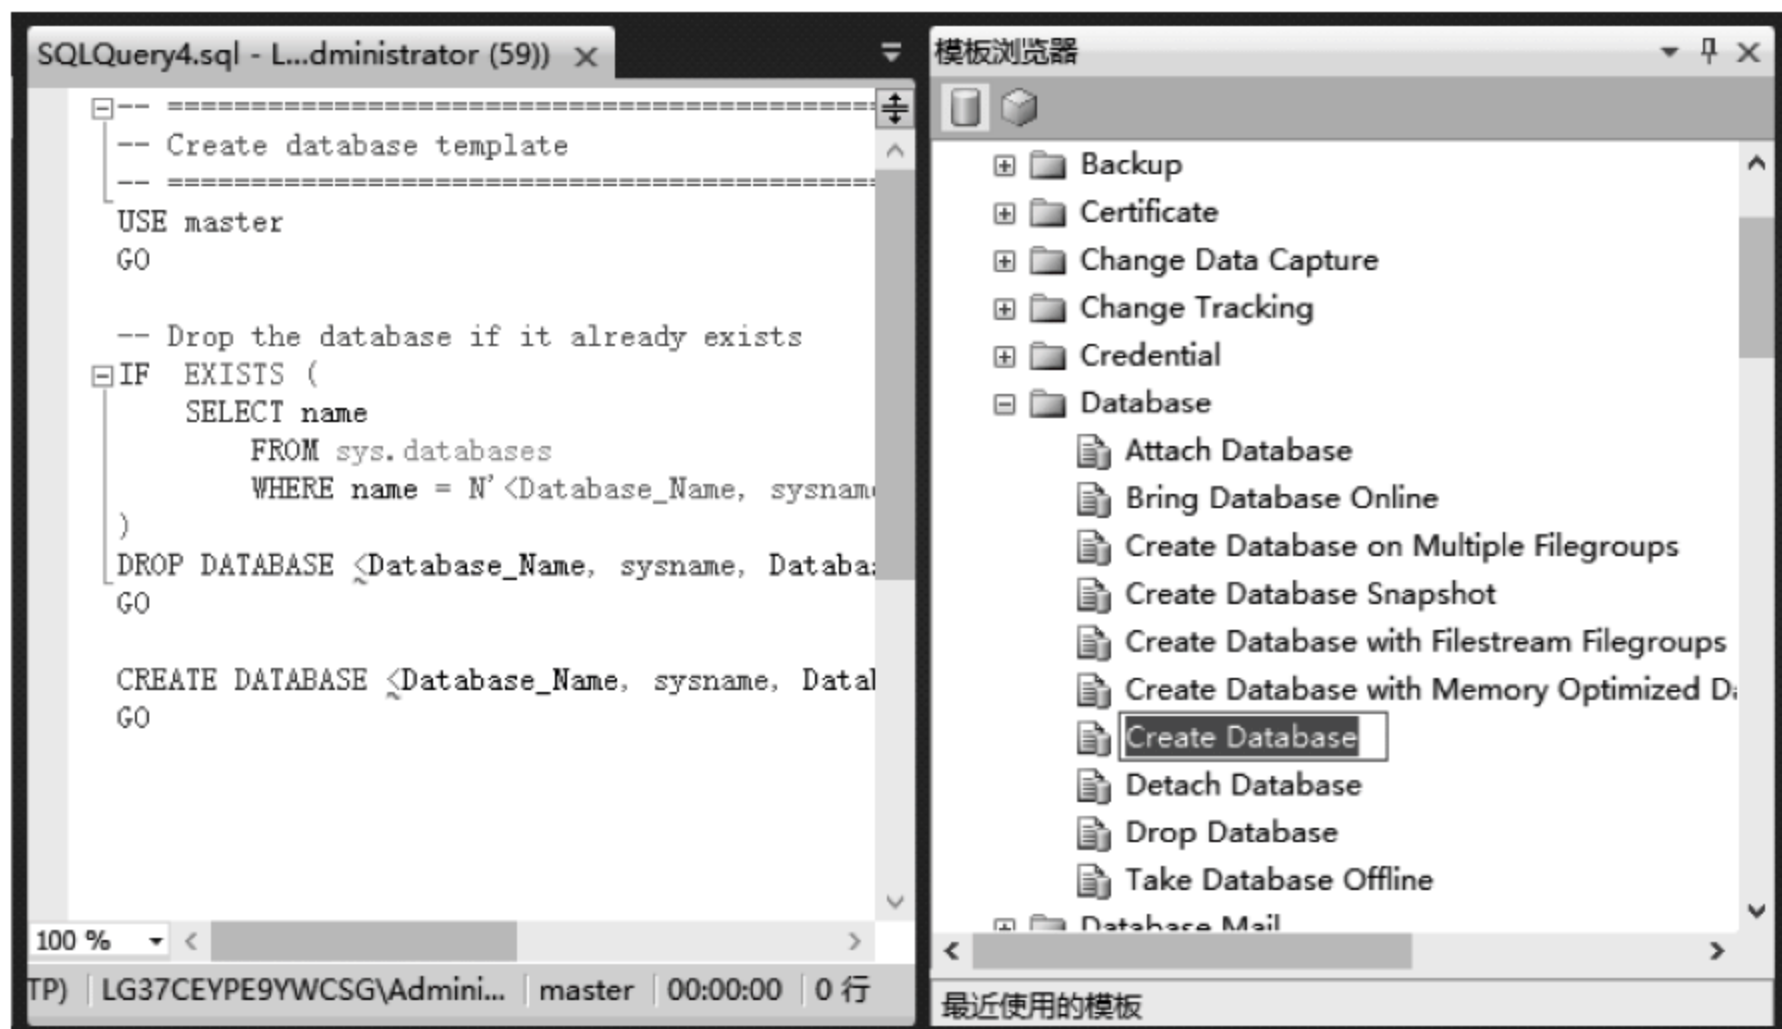 SQLQuery4.sql - L...dministrator (59))
-- ===========================================
-- Create database template
-- ===========================================
USE master
GO
-- Drop the database if it already exists
IF EXISTS (
SELECT name
FROM sys.databases
WHERE name = N'<Database_Name, sysname
)
DROP DATABASE <Database_Name, sysname,
GO
CREATE DATABASE <Database_Name, sysname,
GO
100 %
TP) LG37CEYPE9YWCSG\Admini... master 00:00:00 0 行
模板浏览器
Backup
Certificate
Change Data Capture
Change Tracking
Credential
Database
Attach Database
Bring Database Online
Create Database on Multiple Filegroups
Create Database Snapshot
Create Database with Filestream Filegroups
Create Database with Memory Optimized
Create Database
Detach Database
Drop Database
Take Database Offline
Database Mail
最近使用的模板